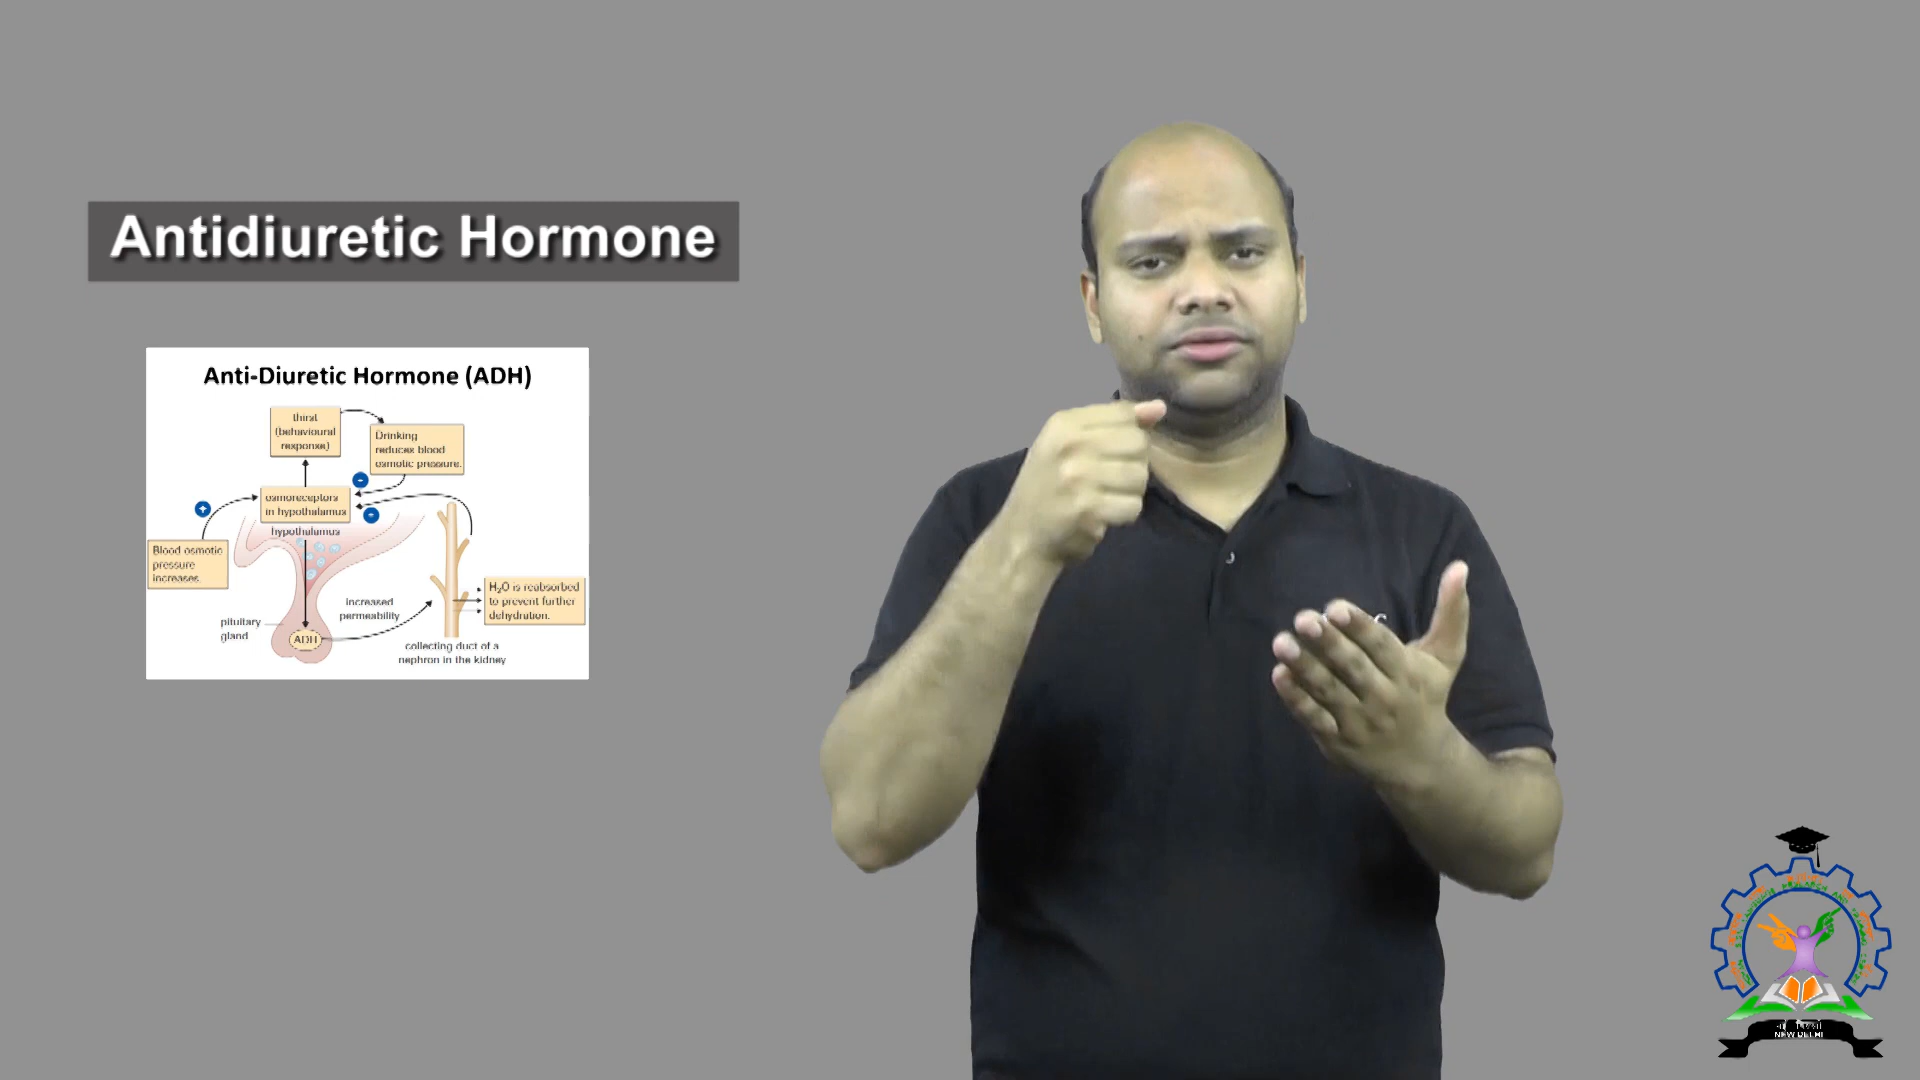 Antidiuretic Hormone
Anti-Diuretic Hormone (ADH)
thirst
(behavioural
response)
Drinking
reduces blood
osmotic pressure.
osmoreceptors
in hypothalamus
hypothalamus
Blood osmotic
pressure
increases.
H₂O is reabsorbed
to prevent further
dehydration.
increased
permeability
pituitary
gland
ADH
collecting duct of a
nephron in the kidney
NEW DELHI